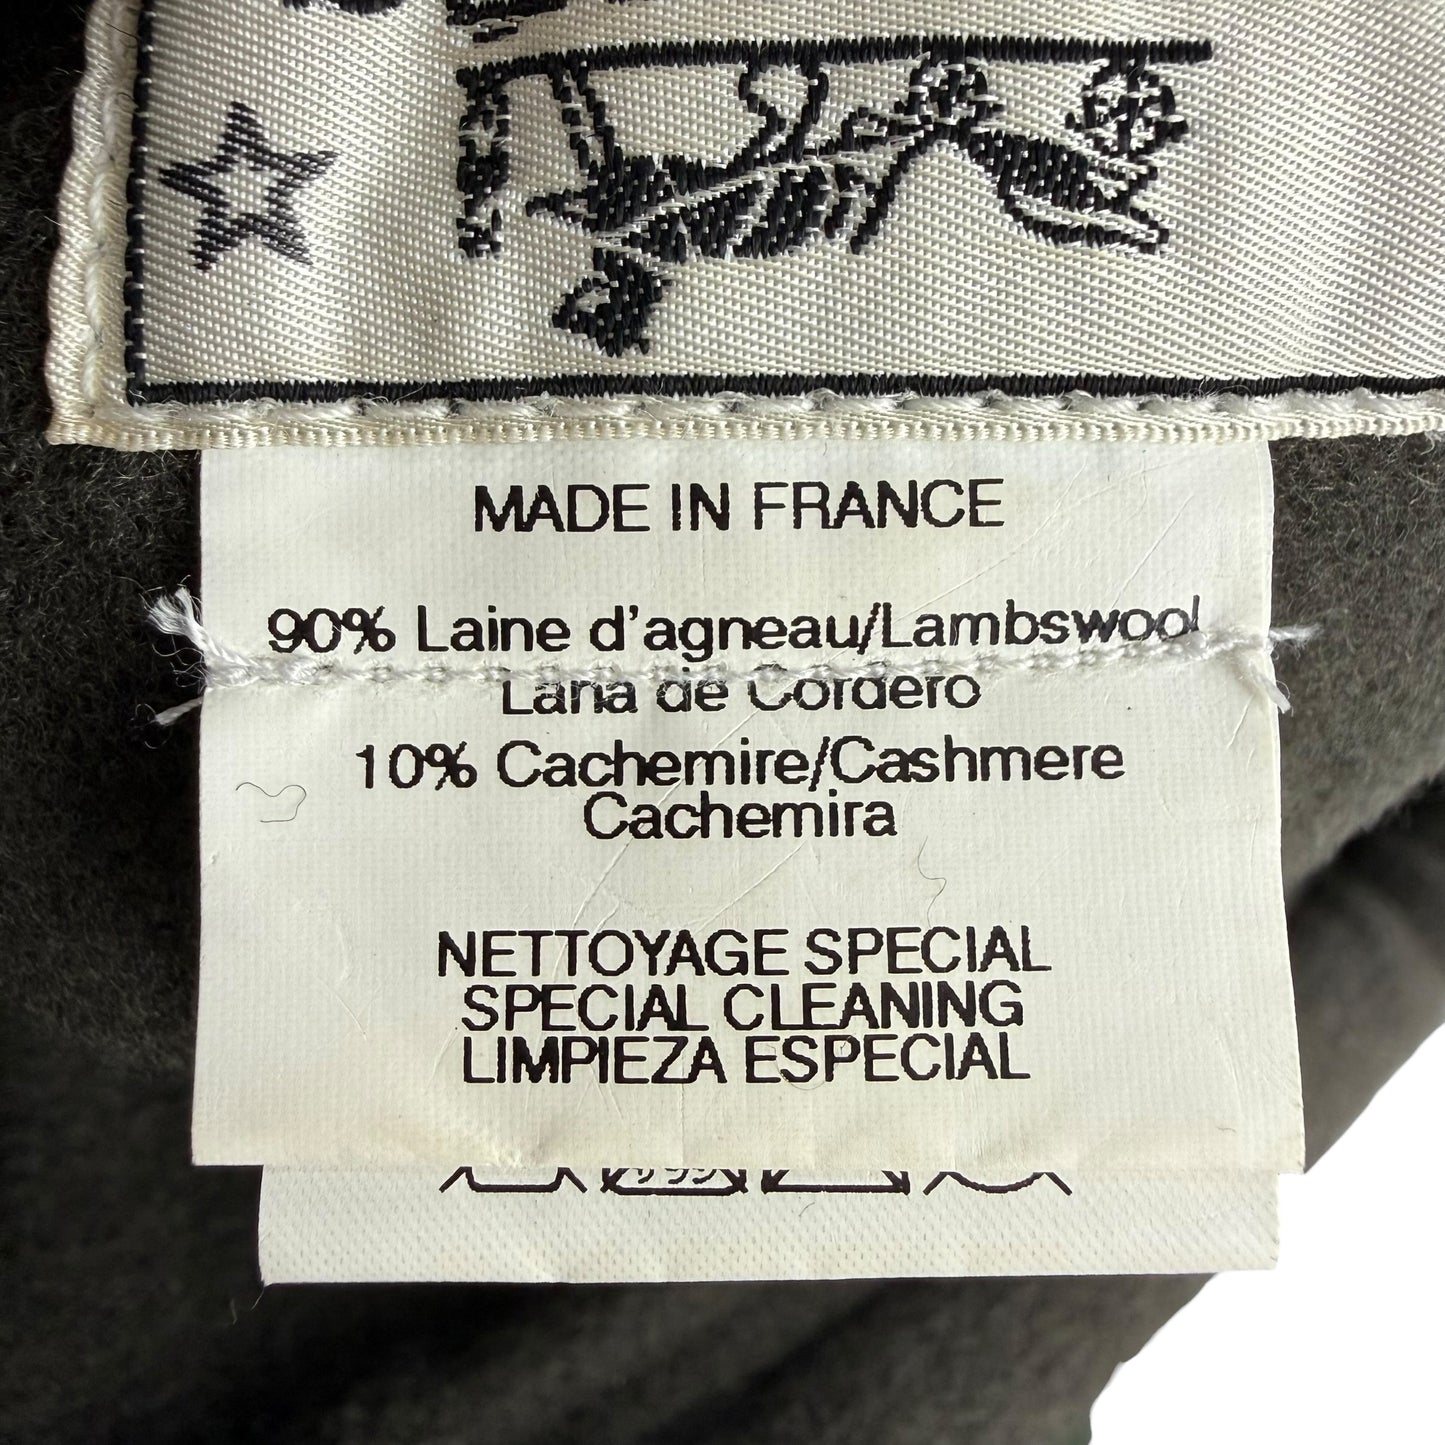 MADE IN FRANCE
90% Laine d'agneau/Lambswool
Lana de Cordero
10% Cachemire/Cashmere
Cachemira
NETTOYAGE SPECIAL
SPECIAL CLEANING
LIMPIEZA ESPECIAL